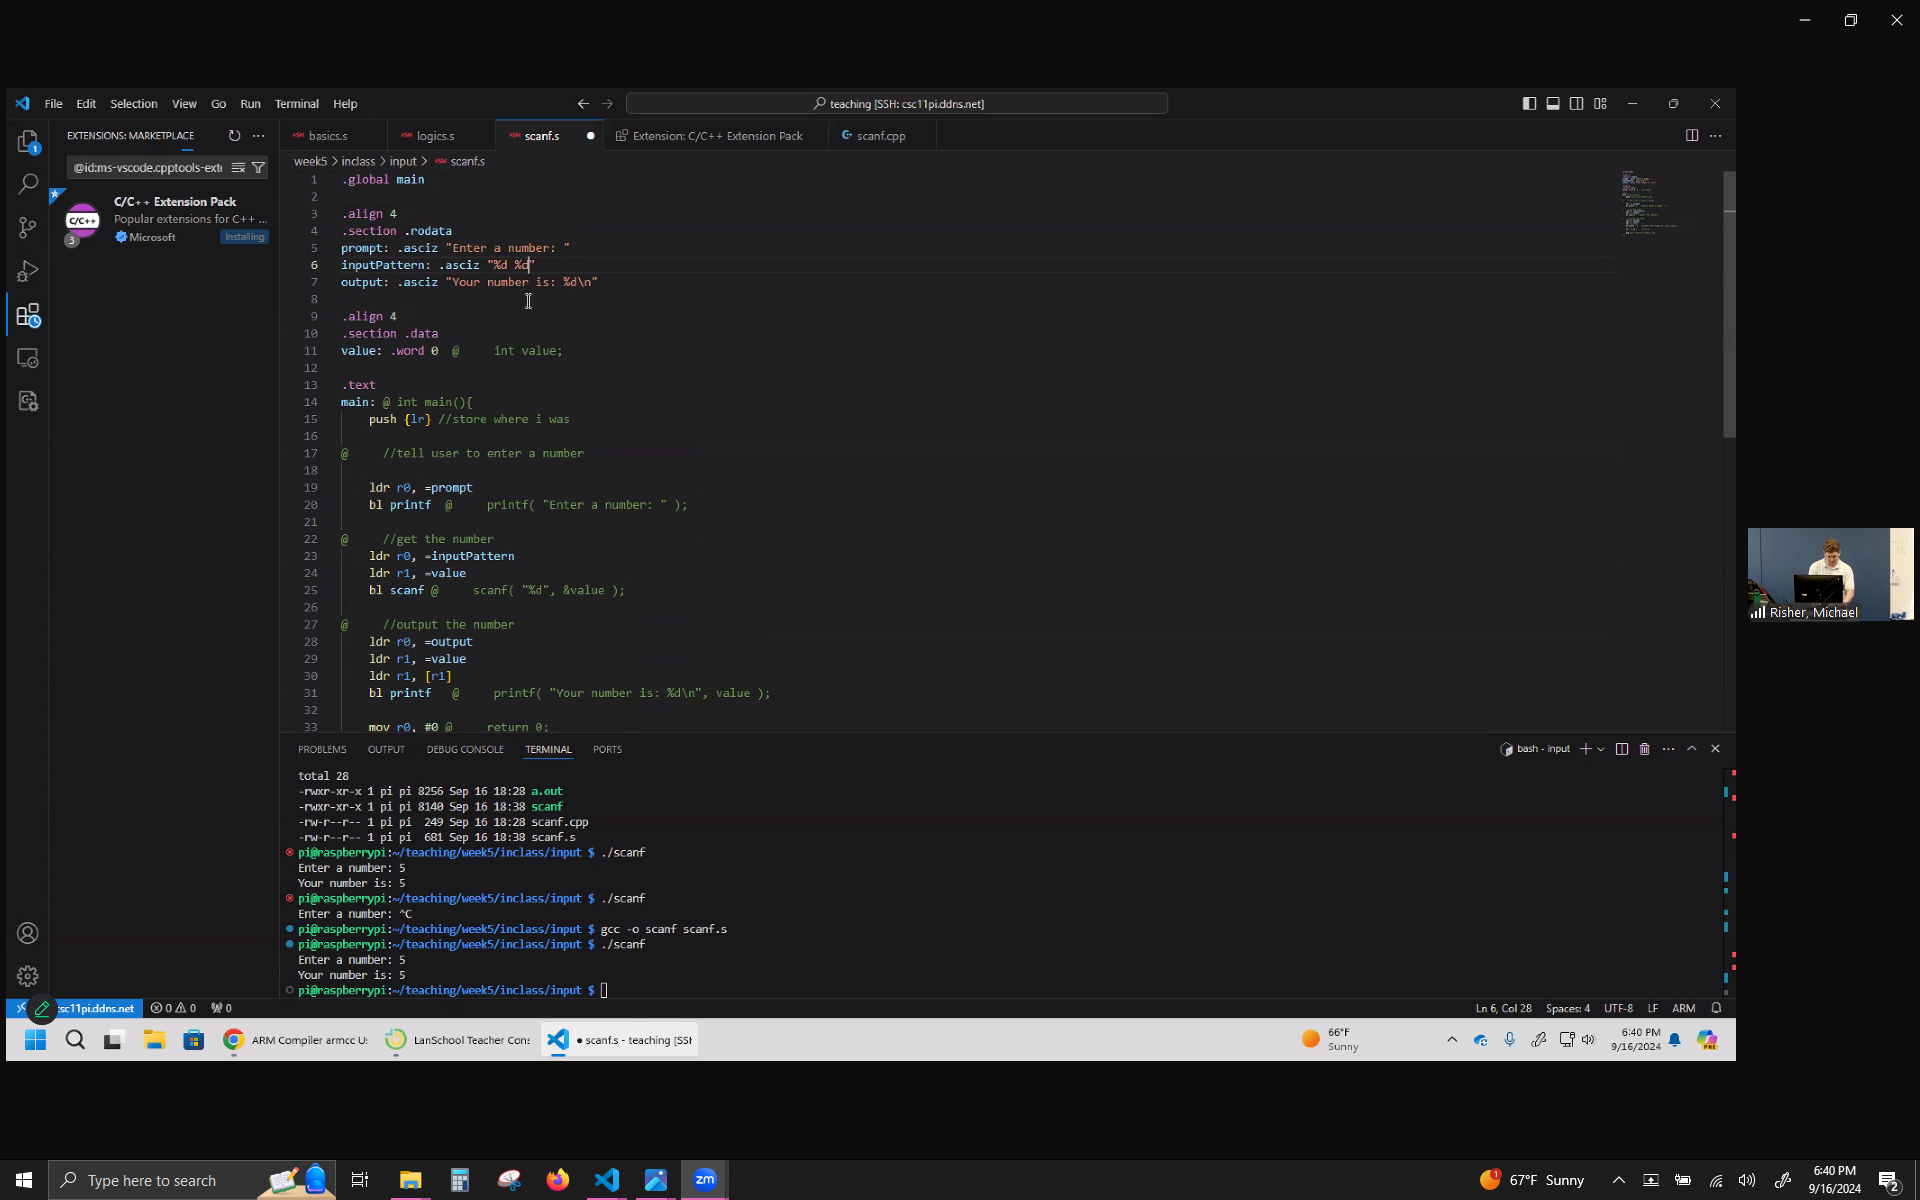 File Edit Selection View Go Run Terminal Help
teaching [SSH: csc11pi.ddns.net]
EXTENSIONS: MARKETPLACE
@id:ms-vscode.cpptools-exte
C/C++ Extension Pack
Popular extensions for C++ ...
Microsoft
Installing
C/C++
3
1
basics.s logics.s scanf.s Extension: C/C++ Extension Pack scanf.cpp
week5 > inclass > input > scanf.s
1 .global main
2
3 .align 4
4 .section .rodata
5 prompt: .asciz "Enter a number: "
6 inputPattern: .asciz "%d %d"
7 output: .asciz "Your number is: %d\n"
8
9 .align 4
10 .section .data
11 value: .word 0 @ int value;
12
13 .text
14 main: @ int main(){
15 push {lr} //store where i was
16
17 @ //tell user to enter a number
18
19 ldr r0, =prompt
20 bl printf @ printf( "Enter a number: " );
21
22 @ //get the number
23 ldr r0, =inputPattern
24 ldr r1, =value
25 bl scanf @ scanf( "%d", &value );
26
27 @ //output the number
28 ldr r0, =output
29 ldr r1, =value
30 ldr r1, [r1]
31 bl printf @ printf( "Your number is: %d\n", value );
32
33 mov r0, #0 @ return 0;
PROBLEMS OUTPUT DEBUG CONSOLE TERMINAL PORTS
bash - input
total 28
-rwxr-xr-x 1 pi pi 8256 Sep 16 18:28 a.out
-rwxr-xr-x 1 pi pi 8140 Sep 16 18:38 scanf
-rw-r--r-- 1 pi pi 249 Sep 16 18:28 scanf.cpp
-rw-r--r-- 1 pi pi 681 Sep 16 18:38 scanf.s
pi@raspberrypi:~/teaching/week5/inclass/input $ ./scanf
Enter a number: 5
Your number is: 5
pi@raspberrypi:~/teaching/week5/inclass/input $ ./scanf
Enter a number: ^C
pi@raspberrypi:~/teaching/week5/inclass/input $ gcc -o scanf scanf.s
pi@raspberrypi:~/teaching/week5/inclass/input $ ./scanf
Enter a number: 5
Your number is: 5
pi@raspberrypi:~/teaching/week5/inclass/input $
csc11pi.ddns.net 0 0 0
Ln 6, Col 28 Spaces: 4 UTF-8 LF ARM
ARM Compiler armcc Us
LanSchool Teacher Cons
● scanf.s - teaching [SSH
66°F
Sunny
6:40 PM
9/16/2024
PRE
Risher, Michael
Type here to search
zm
1
67°F Sunny
6:40 PM
9/16/2024
2